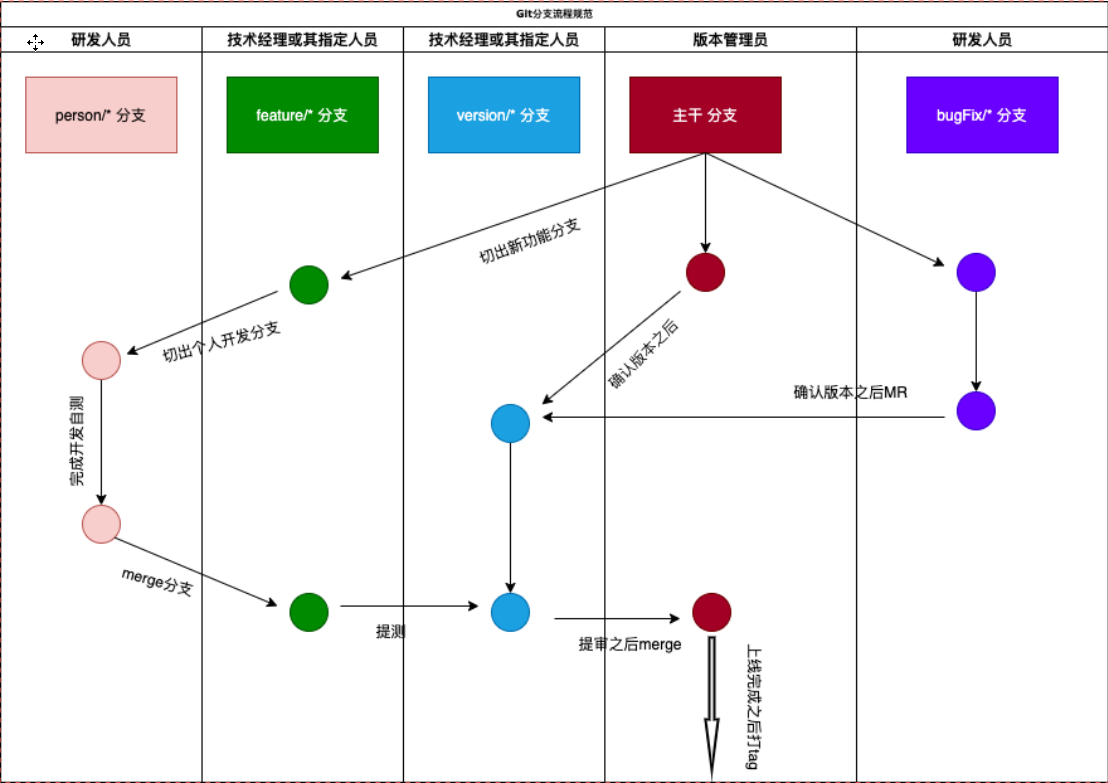 Git分支流程规范
研发人员
技术经理或其指定人员
技术经理或其指定人员
版本管理员
研发人员
person/* 分支
feature/* 分支
version/* 分支
主干 分支
bugFix/* 分支
切出新功能分支
切出个人开发分支
确认版本之后
确认版本之后MR
完成开发自测
merge分支
提测
提审之后merge
上线完成之后打tag